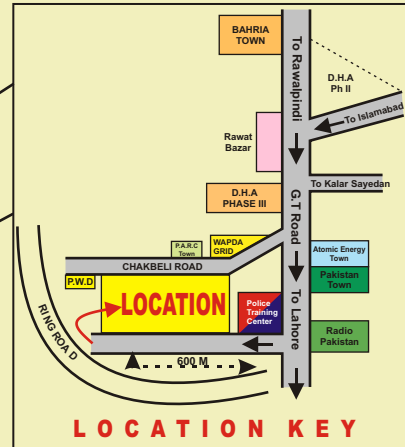 BAHRIA
TOWN
To Rawalpindi
D.H.A
Ph II
To Islamabad
Rawat
Bazar
To Kalar Sayedan
D.H.A
PHASE III
G.T Road
P.A.R.C
Town
WAPDA
GRID
Atomic Energy
Town
CHAKBELI ROAD
Pakistan
Town
P.W.D
LOCATION
Police
Training
Center
To Lahore
Radio
Pakistan
RING ROAD
600 M
LOCATION KEY